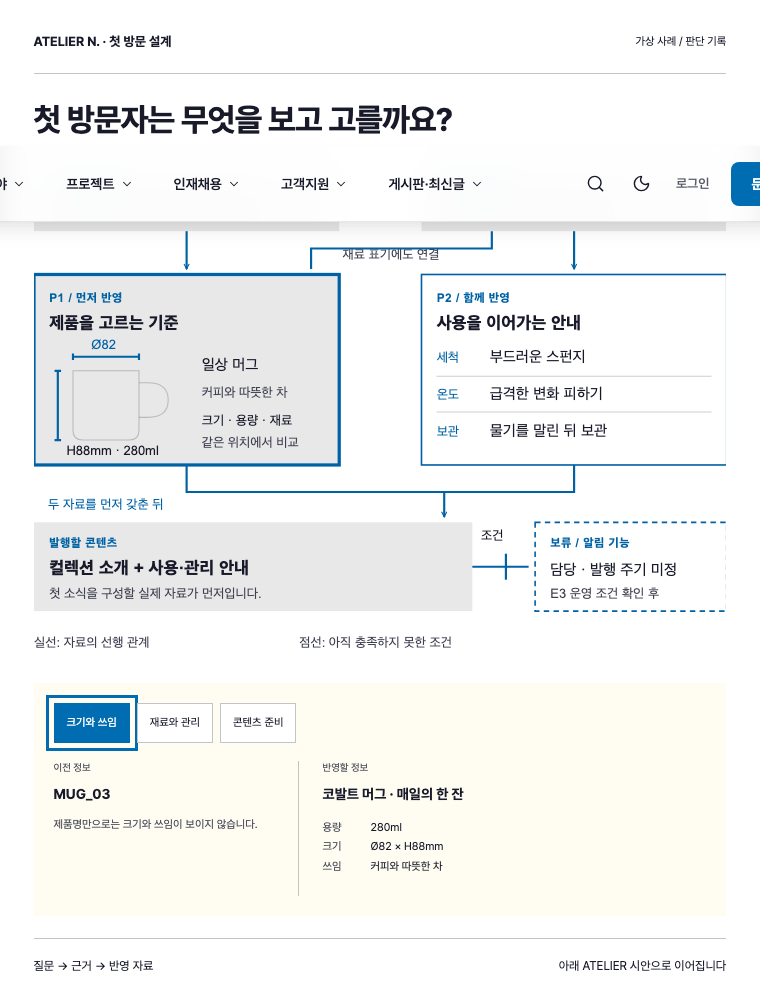 ATELIER N. · 첫 방문 설계
가상 사례 / 판단 기록
첫 방문자는 무엇을 보고 고를까요?
프로젝트
인재채용
고객지원
게시판·최신글
로그인
재료 표기에도 연결
P1 / 먼저 반영
제품을 고르는 기준
Ø82
H88mm · 280ml
일상 머그
커피와 따뜻한 차
크기 · 용량 · 재료
같은 위치에서 비교
P2 / 함께 반영
사용을 이어가는 안내
세척 부드러운 스펀지
온도 급격한 변화 피하기
보관 물기를 말린 뒤 보관
두 자료를 먼저 갖춘 뒤
발행할 콘텐츠
컬렉션 소개 + 사용·관리 안내
첫 소식을 구성할 실제 자료가 먼저입니다.
조건
보류 / 알림 기능
담당 · 발행 주기 미정
E3 운영 조건 확인 후
실선: 자료의 선행 관계
점선: 아직 충족하지 못한 조건
크기와 쓰임
재료와 관리
콘텐츠 준비
이전 정보
MUG_03
제품명만으로는 크기와 쓰임이 보이지 않습니다.
반영할 정보
코발트 머그 · 매일의 한 잔
용량 280ml
크기 Ø82 × H88mm
쓰임 커피와 따뜻한 차
질문 → 근거 → 반영 자료
아래 ATELIER 시안으로 이어집니다